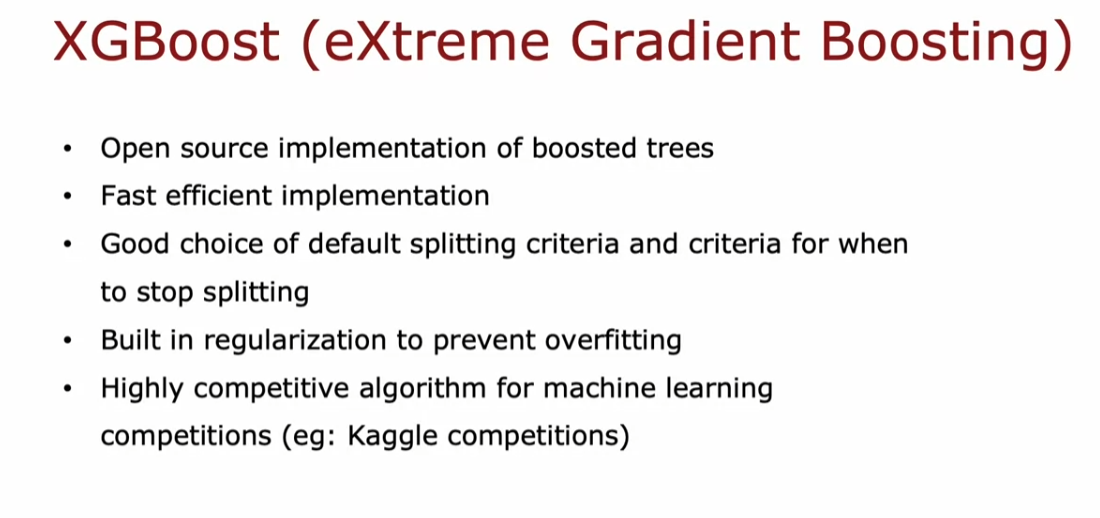 XGBoost (eXtreme Gradient Boosting)
• Open source implementation of boosted trees
• Fast efficient implementation
• Good choice of default splitting criteria and criteria for when
to stop splitting
• Built in regularization to prevent overfitting
• Highly competitive algorithm for machine learning
competitions (eg: Kaggle competitions)